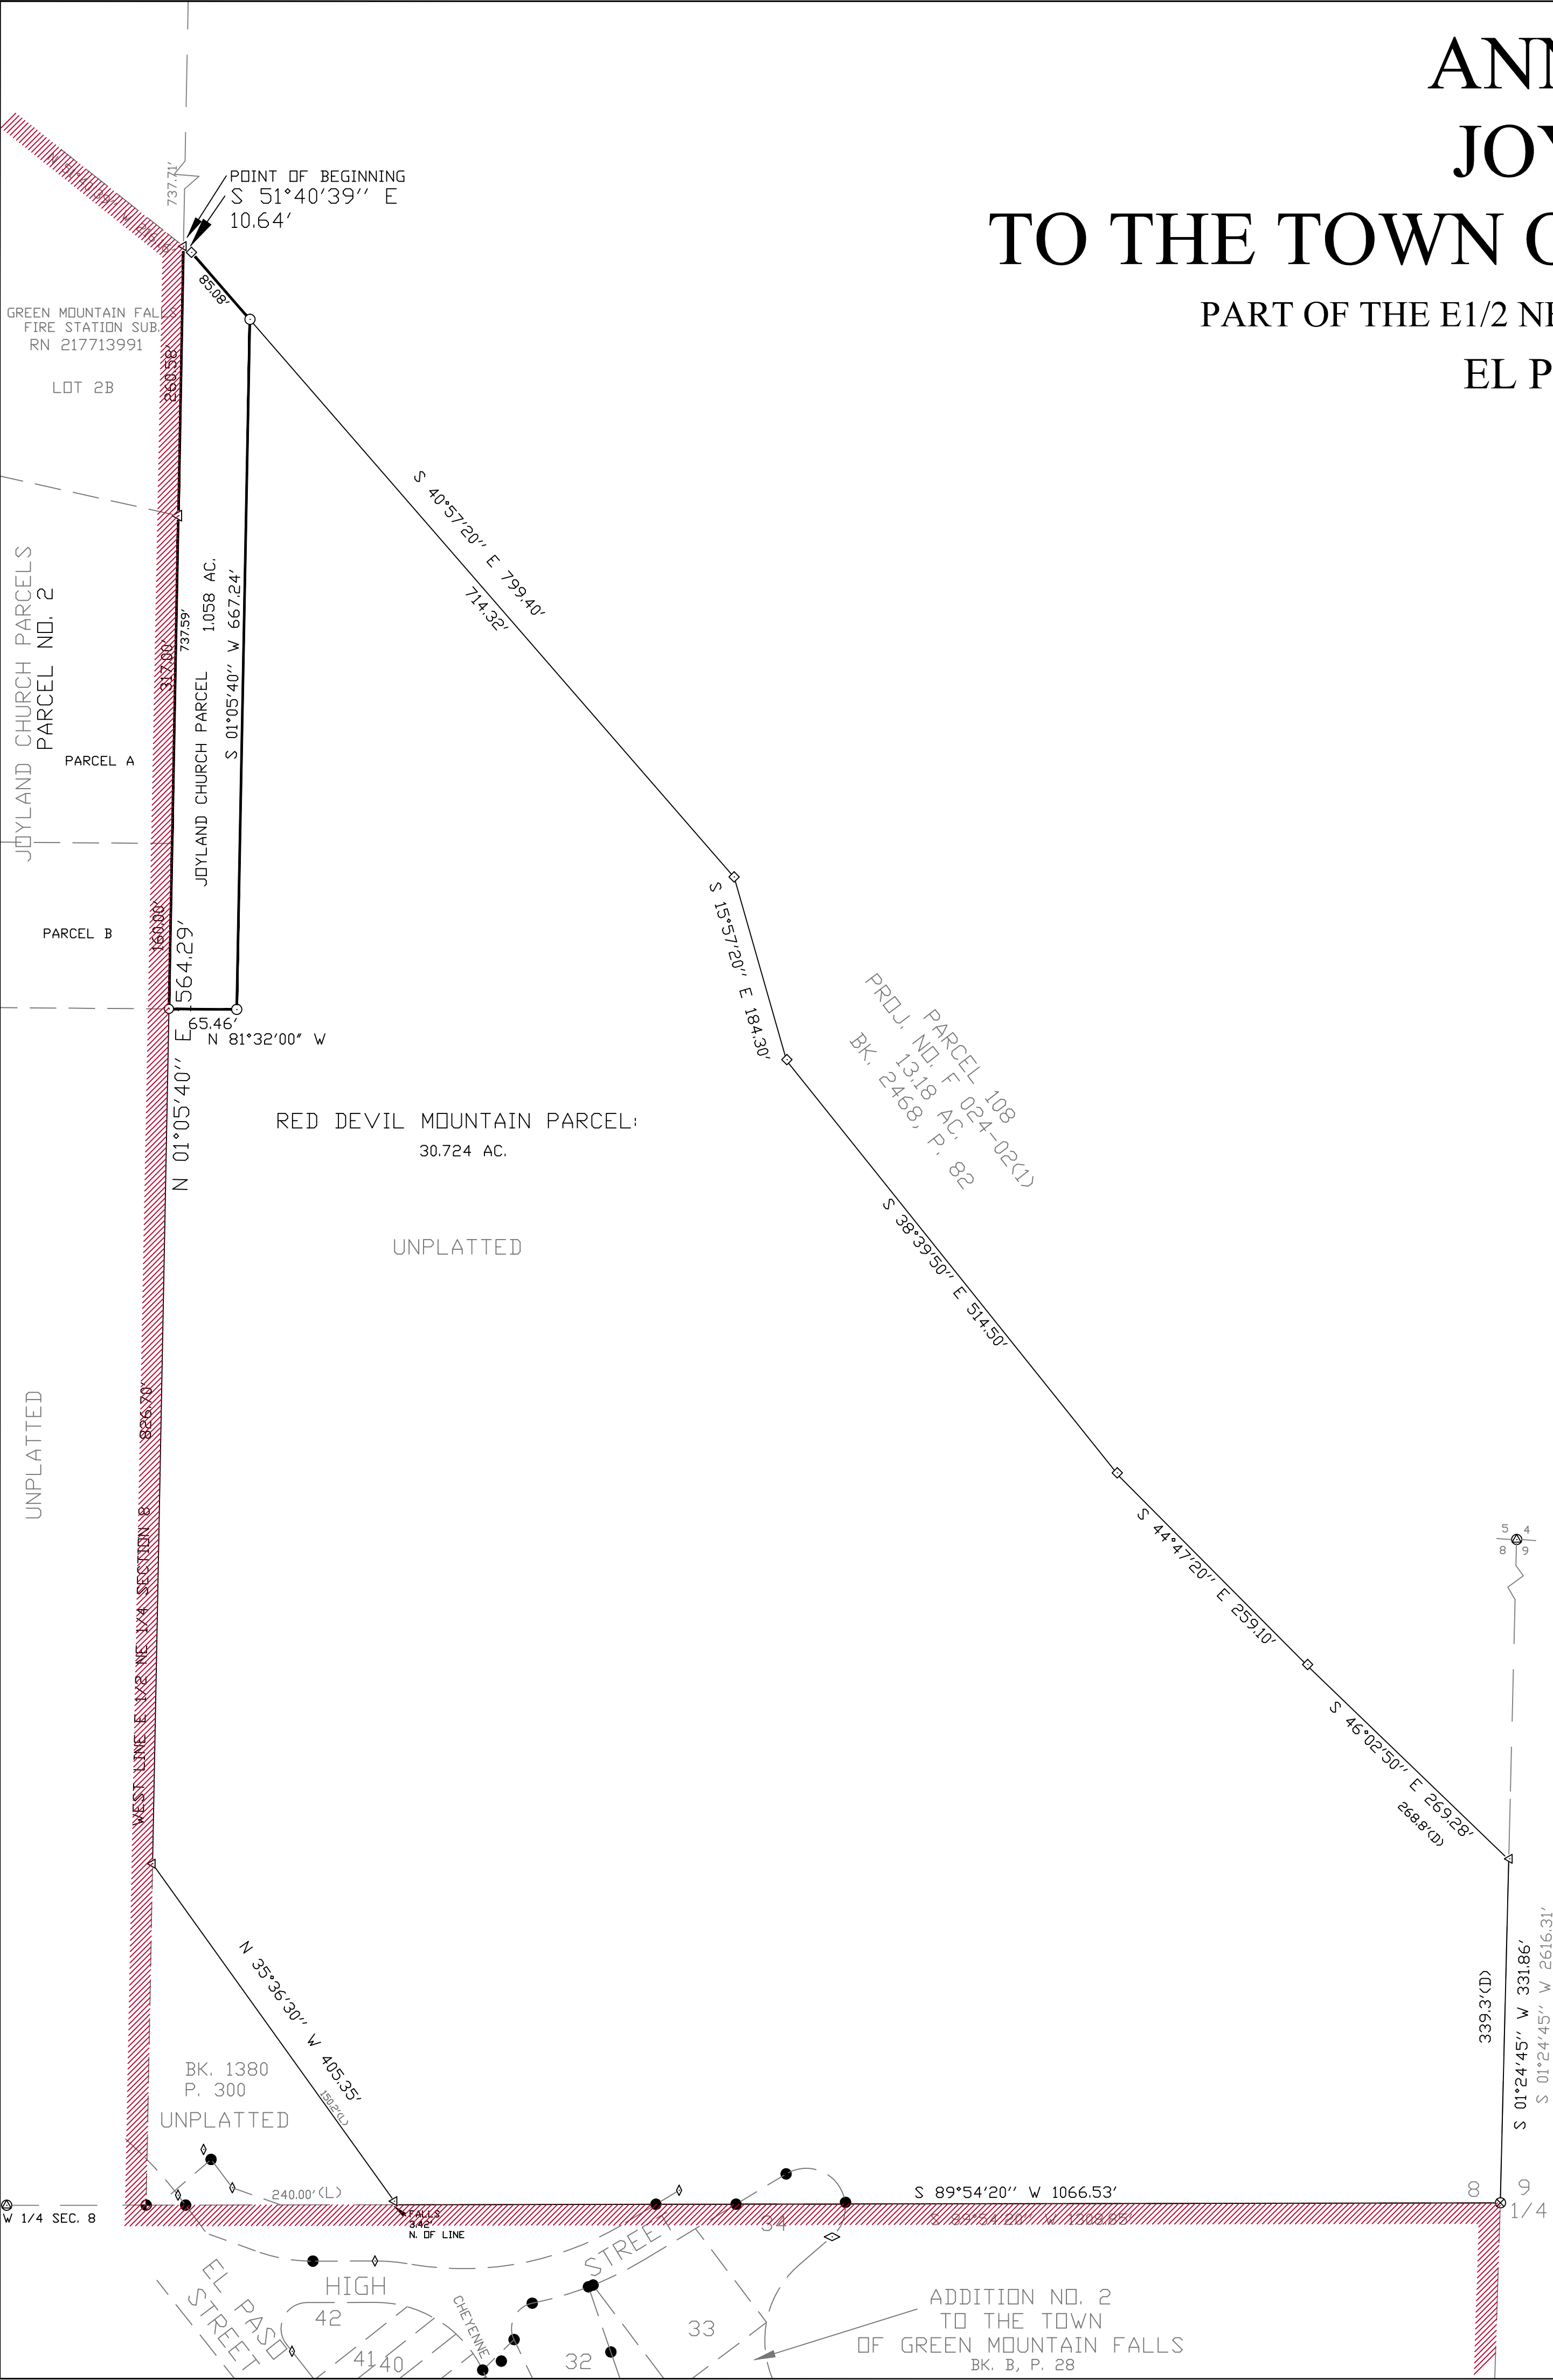 ANN
JOY
TO THE TOWN O
PART OF THE E1/2 NE
EL P
737.71'
POINT OF BEGINNING
S 51°40'39'' E
10.64'
85.08'
GREEN MOUNTAIN FALLS
FIRE STATION SUB.
RN 217713991
LOT 2B
260.58'
S 40°57'20'' E 799.40'
714.32'
JOYLAND CHURCH PARCELS
PARCEL NO. 2
PARCEL A
PARCEL B
317.00'
737.59'
160.00'
JOYLAND CHURCH PARCEL 1.058 AC.
S 01°05'40'' W 667.24'
N 01°05'40'' E 1564.29'
65.46'
N 81°32'00" W
S 15°57'20'' E 184.30'
PARCEL 108
PROJ. NO. F 024-02(1)
13.18 AC.
BK. 2468, P. 82
RED DEVIL MOUNTAIN PARCEL:
30.724 AC.
UNPLATTED
S 38°39'50'' E 514.50'
UNPLATTED
826.70'
WEST LINE E 1/2 NE 1/4 SECTION 8
S 44°47'20'' E 259.10'
5 4
8 9
S 46°02'50'' E 269.28'
268.8'(D)
339.3'(D)
S 01°24'45'' W 331.86'
S 01°24'45'' W 2616.31'
N 35°36'30'' W 405.35'
150.2'(L)
BK. 1380
P. 300
UNPLATTED
240.00'(L)
W 1/4 SEC. 8
FALLS
3.42'
N. OF LINE
S 89°54'20'' W 1066.53'
S 89°54'20'' W 1308.85'
8 9
1/4
34
STREET
HIGH
EL PASO
STREET
CHEYENNE
42
41
40
32
33
ADDITION NO. 2
TO THE TOWN
OF GREEN MOUNTAIN FALLS
BK. B, P. 28